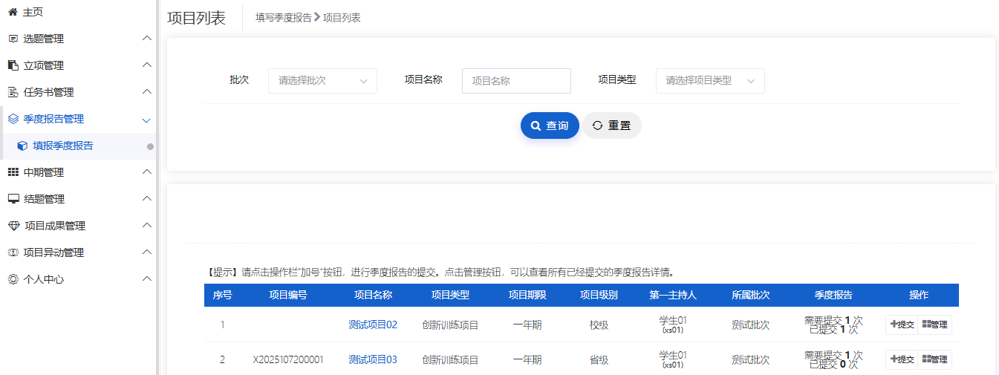 主页
选题管理
立项管理
任务书管理
季度报告管理
填报季度报告
中期管理
结题管理
项目成果管理
项目异动管理
个人中心
项目列表 填写季度报告 项目列表
批次 请选择批次 项目名称 项目名称 项目类型 请选择项目类型
查询 重置
【提示】请点击操作栏“加号”按钮，进行季度报告的提交。点击管理按钮，可以查看所有已经提交的季度报告详情。
序号 项目编号 项目名称 项目类型 项目期限 项目级别 第一主持人 所属批次 季度报告 操作
1 测试项目02 创新训练项目 一年期 校级 学生01 (xs01) 测试批次 需要提交 1 次 已提交 1 次 提交 管理
2 X2025107200001 测试项目03 创新训练项目 一年期 省级 学生01 (xs01) 测试批次 需要提交 1 次 已提交 0 次 提交 管理